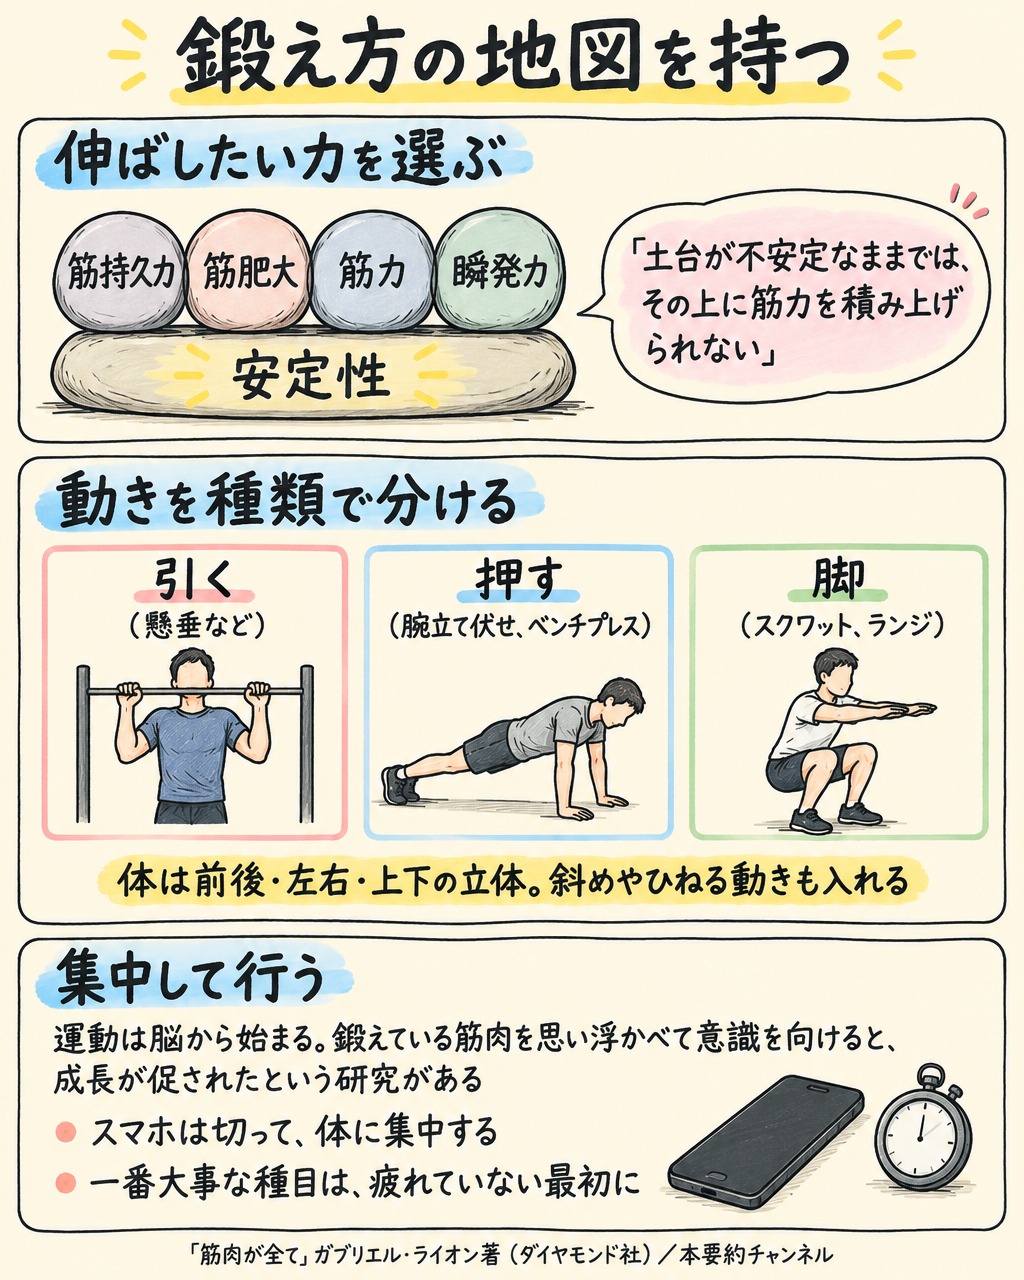 鍛え方の地図を持つ
伸ばしたい力を選ぶ
筋持久力
筋肥大
筋力
瞬発力
安定性
「土台が不安定なままでは、
その上に筋力を積み上げ
られない」
動きを種類で分ける
引く
（懸垂など）
押す
（腕立て伏せ、ベンチプレス）
脚
（スクワット、ランジ）
体は前後・左右・上下の立体。斜めやひねる動きも入れる
集中して行う
運動は脳から始まる。鍛えている筋肉を思い浮かべて意識を向けると、
成長が促されたという研究がある
● スマホは切って、体に集中する
● 一番大事な種目は、疲れていない最初に
「筋肉が全て」ガブリエル・ライオン著（ダイヤモンド社）／本要約チャンネル